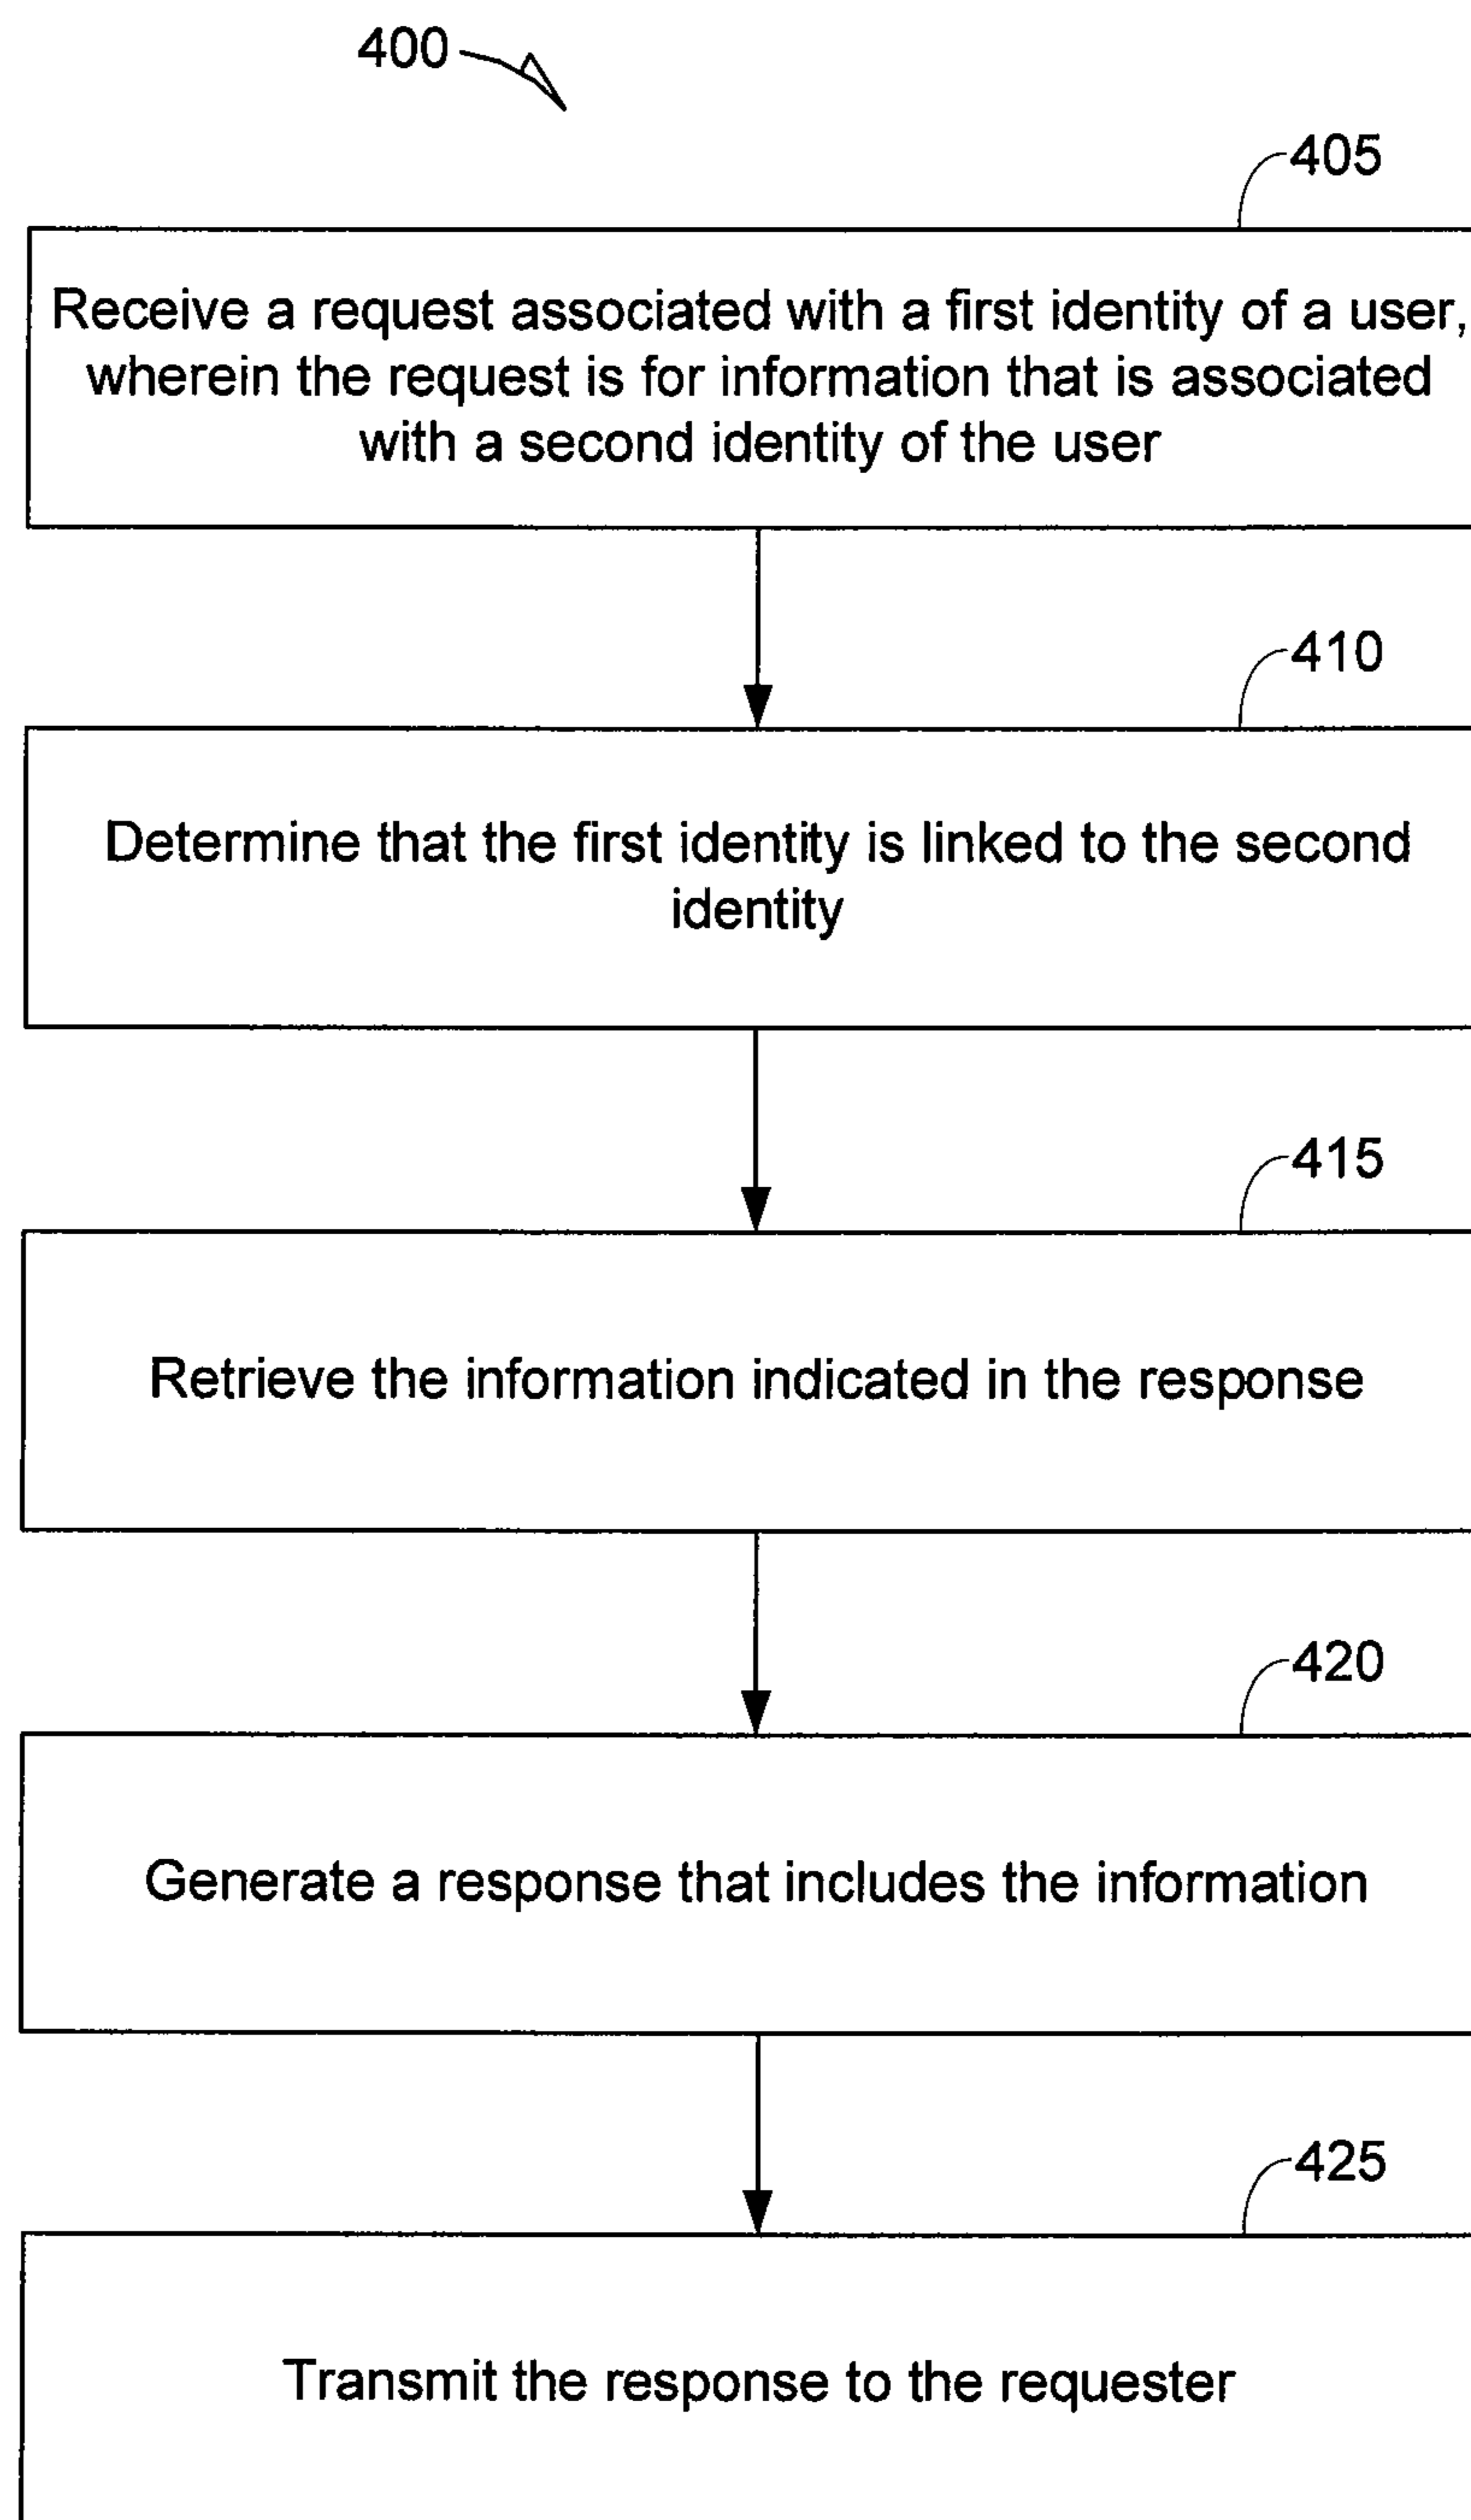 400
405
Receive a request associated with a first identity of a user,
wherein the request is for information that is associated
with a second identity of the user
410
Determine that the first identity is linked to the second
identity
415
Retrieve the information indicated in the response
420
Generate a response that includes the information
425
Transmit the response to the requester